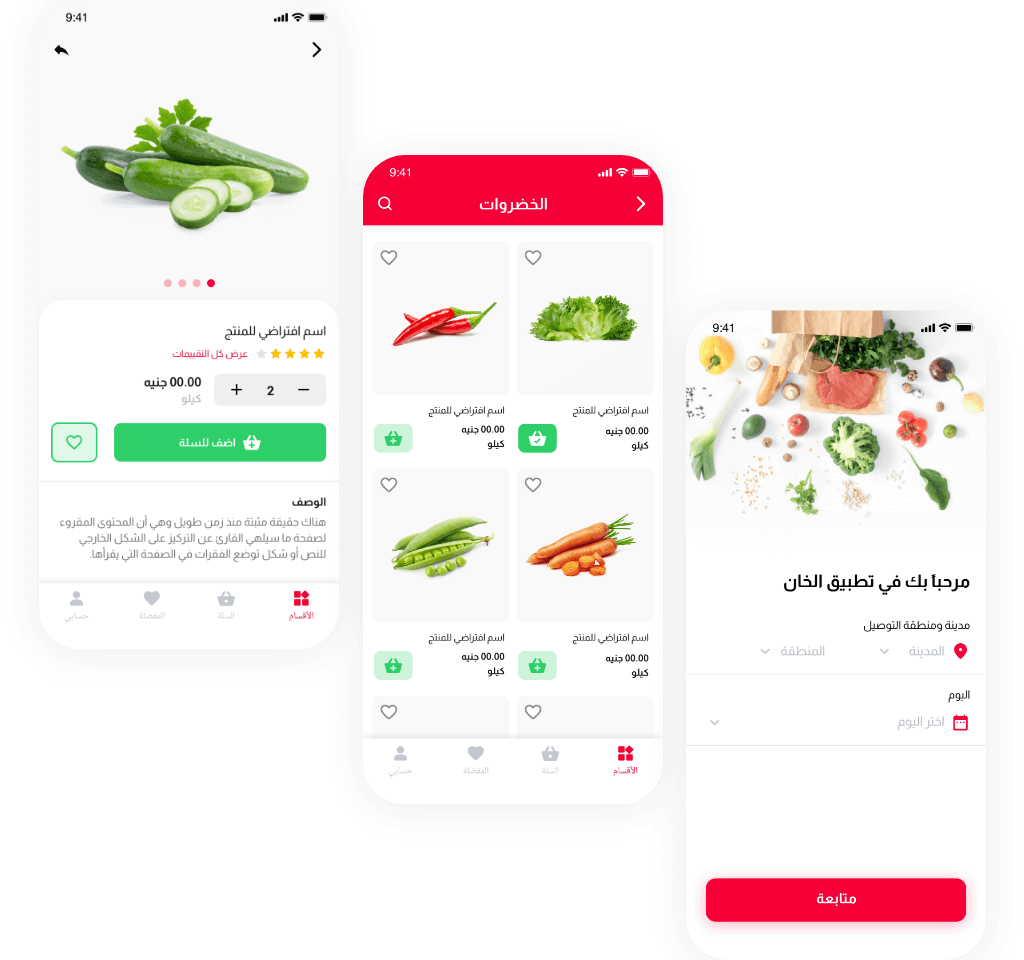 9:41
اسم افتراضي للمنتج
عرض كل التقييمات
00.00 جنيه
+ 2 −
كيلو
اضف للسلة
الوصف
هناك حقيقة مثبتة منذ زمن طويل وهي أن المحتوى المقروء
لصفحة ما سيلهي القارئ عن التركيز على الشكل الخارجي
للنص أو شكل توضع الفقرات في الصفحة التي يقرأها.
الأقسام
السلة
المفضلة
حسابي
9:41
الخضروات
اسم افتراضي للمنتج
00.00 جنيه
كيلو
اسم افتراضي للمنتج
00.00 جنيه
كيلو
اسم افتراضي للمنتج
00.00 جنيه
كيلو
اسم افتراضي للمنتج
00.00 جنيه
كيلو
الأقسام
السلة
المفضلة
حسابي
9:41
مرحباً بك في تطبيق الخان
مدينة ومنطقة التوصيل
المدينة
المنطقة
اليوم
اختر اليوم
متابعة